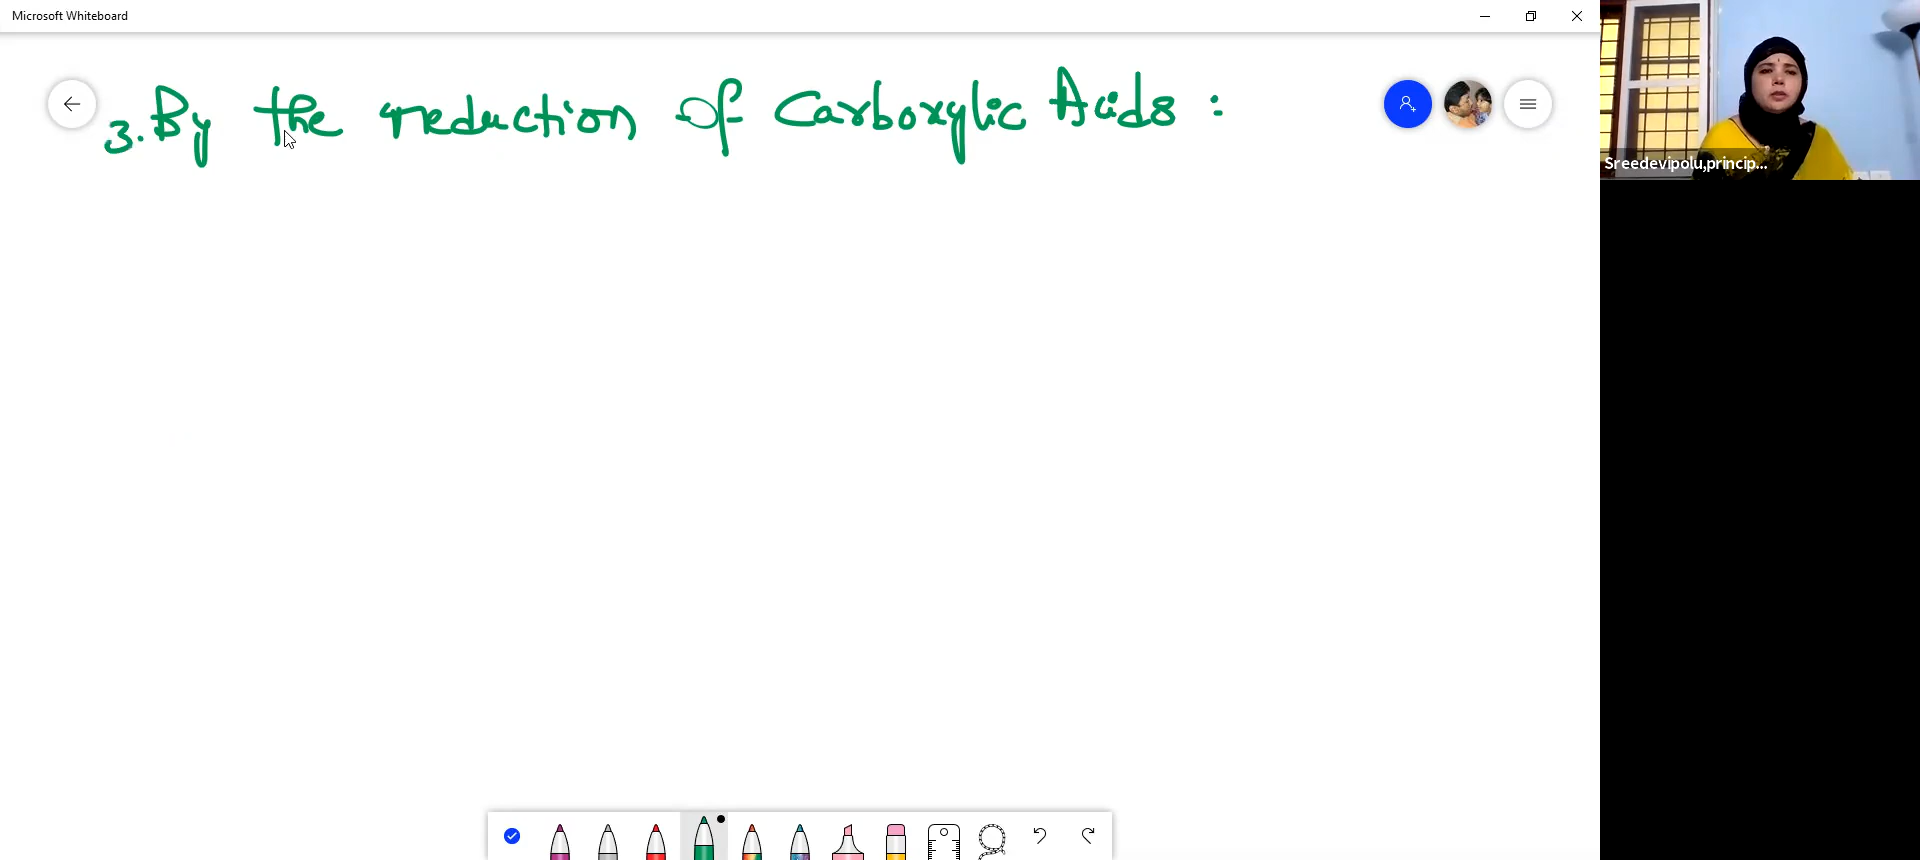 Microsoft Whiteboard
3. By the reduction of Carboxylic Acids :
Sreedevipolu,princip...